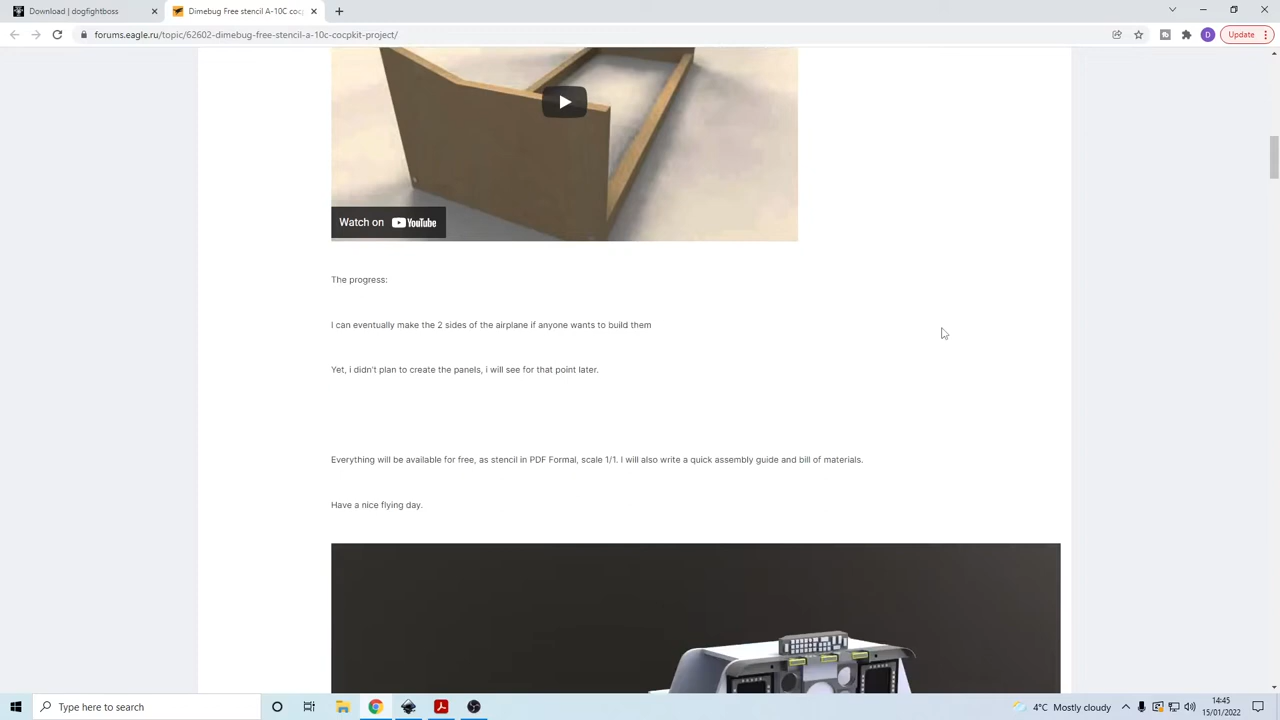 Download | dogfightboss
Dimebug Free stencil A-10C cocp
forums.eagle.ru/topic/62602-dimebug-free-stencil-a-10c-cocpkit-project/
D
Update
Watch on YouTube
The progress:
I can eventually make the 2 sides of the airplane if anyone wants to build them
Yet, i didn't plan to create the panels, i will see for that point later.
Everything will be available for free, as stencil in PDF Formal, scale 1/1. I will also write a quick assembly guide and bill of materials.
Have a nice flying day.
Type here to search
4°C Mostly cloudy
14:45
15/01/2022